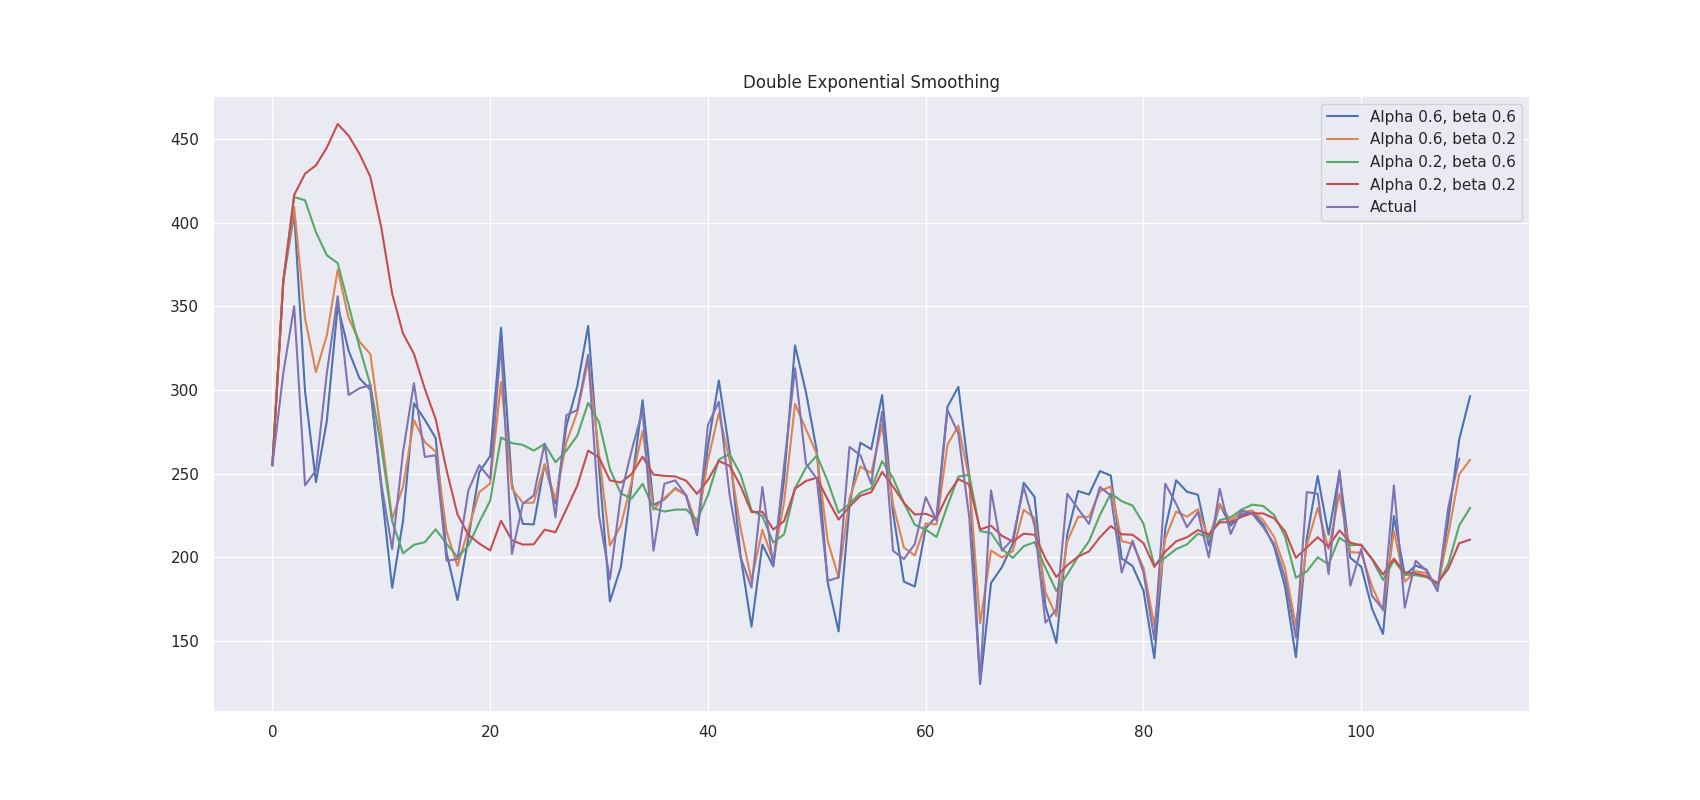 Double Exponential Smoothing
Alpha 0.6, beta 0.6
Alpha 0.6, beta 0.2
Alpha 0.2, beta 0.6
Alpha 0.2, beta 0.2
Actual
450
400
350
300
250
200
150
0 20 40 60 80 100